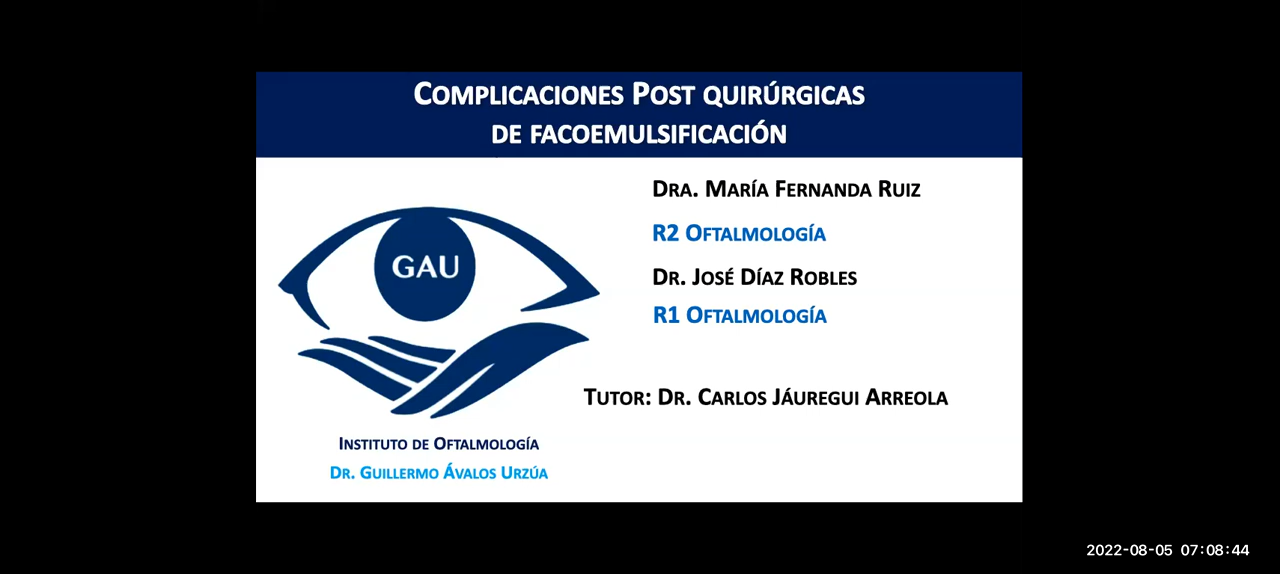 COMPLICACIONES POST QUIRÚRGICAS
DE FACOEMULSIFICACIÓN
DRA. MARÍA FERNANDA RUIZ
R2 OFTALMOLOGÍA
DR. JOSÉ DÍAZ ROBLES
R1 OFTALMOLOGÍA
GAU
TUTOR: DR. CARLOS JÁUREGUI ARREOLA
INSTITUTO DE OFTALMOLOGÍA
DR. GUILLERMO ÁVALOS URZÚA
2022-08-05 07:08:44